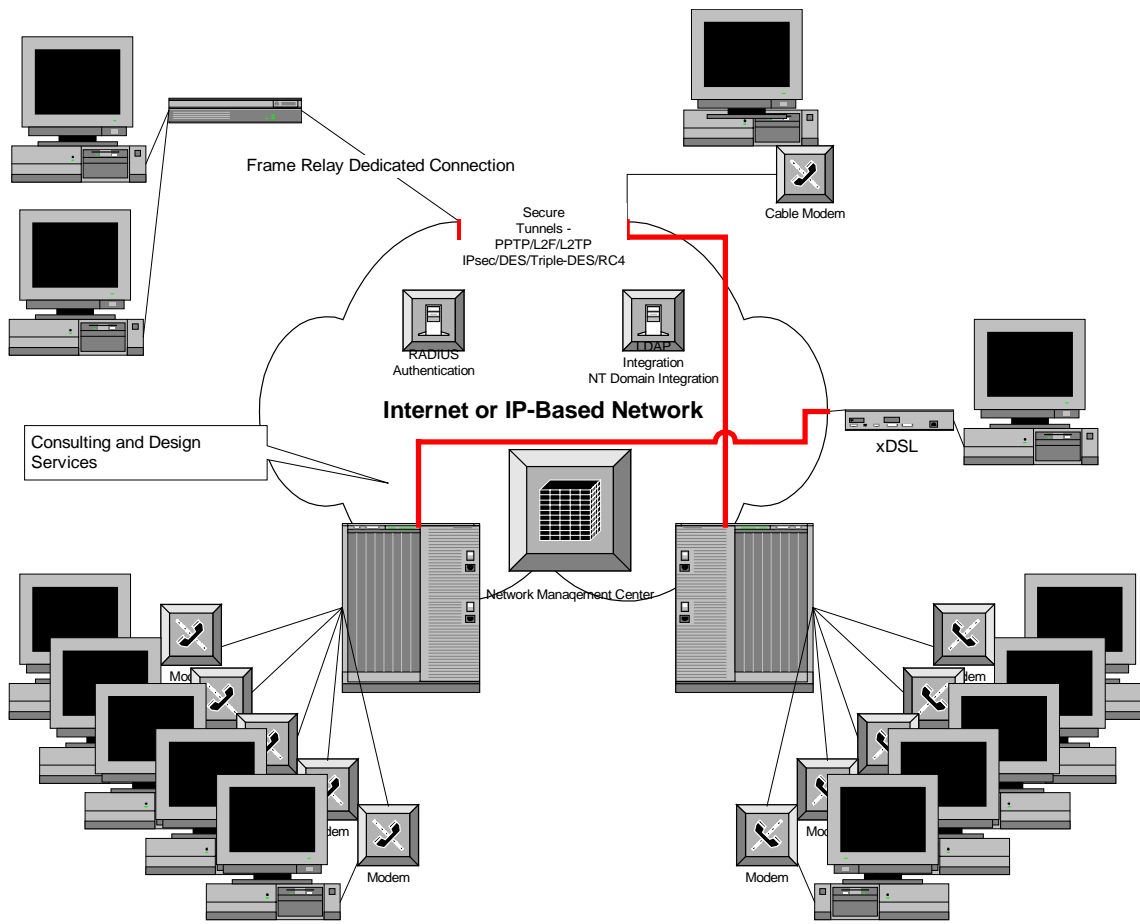 Frame Relay Dedicated Connection
Cable Modem
Secure
Tunnels -
PPTP/L2F/L2TP
IPsec/DES/Triple-DES/RC4
RADIUS
Authentication
LDAP
Integration
NT Domain Integration
Internet or IP-Based Network
xDSL
Consulting and Design
Services
Network Management Center
Modem
Modem
Modem
Modem